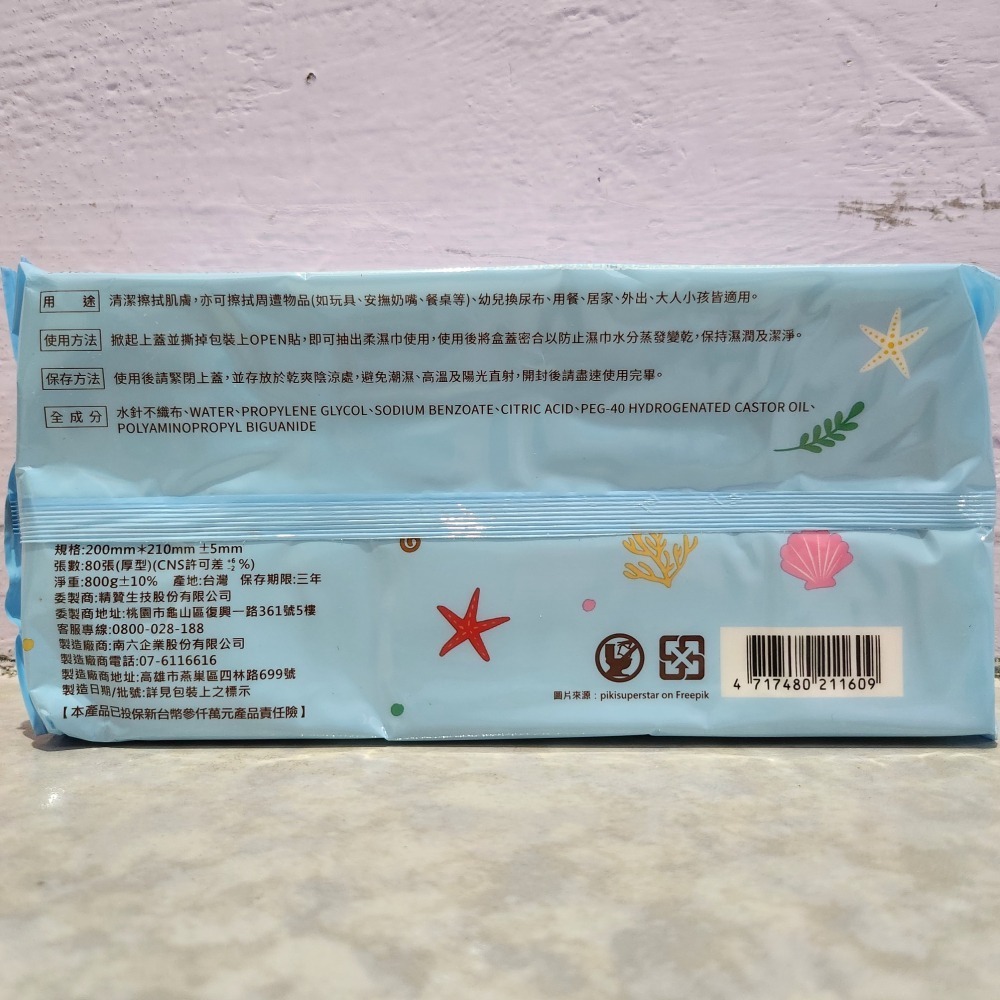 用途 清潔擦拭肌膚,亦可擦拭周遭物品(如玩具、安撫奶嘴、餐桌等)、幼兒換尿布、用餐、居家、外出、大人小孩皆適用。
使用方法 掀起上蓋並撕掉包裝上OPEN貼,即可抽出柔濕巾使用,使用後將盒蓋密合以防止濕巾水分蒸發變乾,保持濕潤及潔淨。
保存方法 使用後請緊閉上蓋,並存放於乾爽陰涼處,避免潮濕、高溫及陽光直射,開封後請盡速使用完畢。
全成分 水針不織布、WATER、PROPYLENE GLYCOL、SODIUM BENZOATE、CITRIC ACID、PEG-40 HYDROGENATED CASTOR OIL、
POLYAMINOPROPYL BIGUANIDE
規格:200mm*210mm ±5mm
張數:80張(厚型)(CNS許可差 +6 -2 %)
淨重:800g±10% 產地:台灣 保存期限:三年
委製商:精贊生技股份有限公司
委製商地址:桃園市龜山區復興一路361號5樓
客服專線:0800-028-188
製造廠商:南六企業股份有限公司
製造廠商電話:07-6116616
製造廠商地址:高雄市燕巢區四林路699號
製造日期/批號:詳見包裝上之標示
【本產品已投保新台幣參仟萬元產品責任險】
圖片來源:pikisuperstar on Freepik
4 717480 211609